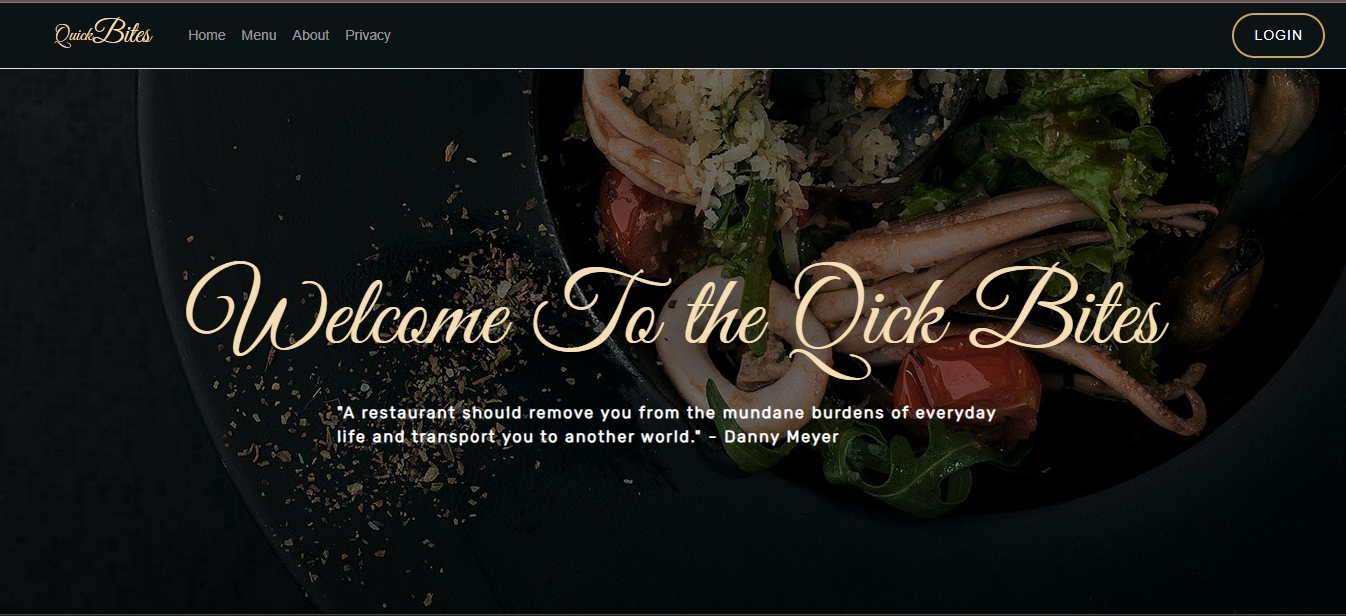 QuickBites Home Menu About Privacy LOGIN
Welcome To the Qick Bites
"A restaurant should remove you from the mundane burdens of everyday
life and transport you to another world." - Danny Meyer